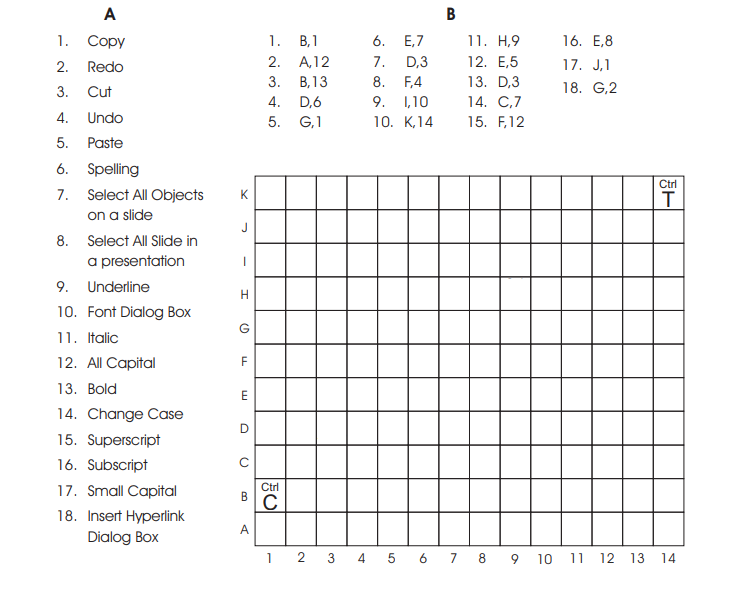 A
1. Copy
2. Redo
3. Cut
4. Undo
5. Paste
6. Spelling
7. Select All Objects
on a slide
8. Select All Slide in
a presentation
9. Underline
10. Font Dialog Box
11. Italic
12. All Capital
13. Bold
14. Change Case
15. Superscript
16. Subscript
17. Small Capital
18. Insert Hyperlink
Dialog Box
B
1. B,1
2. A,12
3. B,13
4. D,6
5. G,1
6. E,7
7. D,3
8. F,4
9. I,10
10. K,14
11. H,9
12. E,5
13. D,3
14. C,7
15. F,12
16. E,8
17. J,1
18. G,2
K
Ctrl
T
J
I
H
G
F
E
D
C
B
Ctrl
C
A
1 2 3 4 5 6 7 8 9 10 11 12 13 14